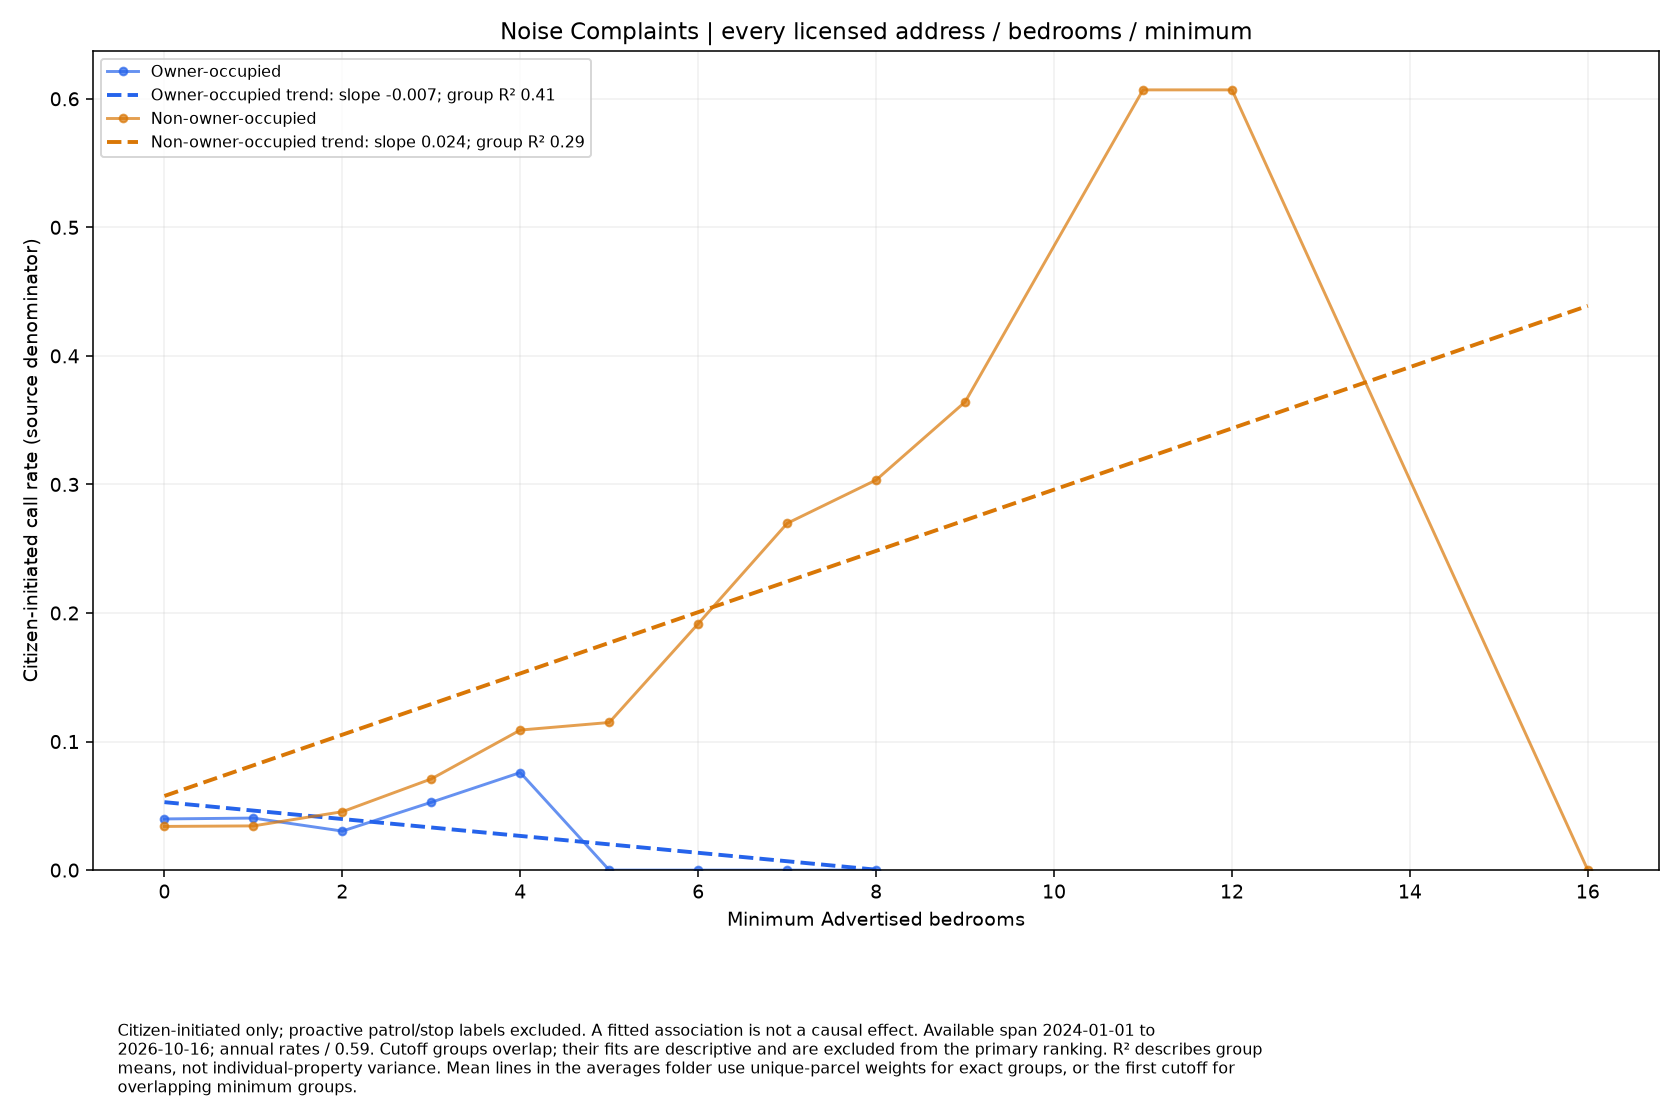 Noise Complaints | every licensed address / bedrooms / minimum
Owner-occupied
Owner-occupied trend: slope -0.007; group R² 0.41
Non-owner-occupied
Non-owner-occupied trend: slope 0.024; group R² 0.29
Citizen-initiated call rate (source denominator)
0.6
0.5
0.4
0.3
0.2
0.1
0.0
0 2 4 6 8 10 12 14 16
Minimum Advertised bedrooms
Citizen-initiated only; proactive patrol/stop labels excluded. A fitted association is not a causal effect. Available span 2024-01-01 to
2026-10-16; annual rates / 0.59. Cutoff groups overlap; their fits are descriptive and are excluded from the primary ranking. R² describes group
means, not individual-property variance. Mean lines in the averages folder use unique-parcel weights for exact groups, or the first cutoff for
overlapping minimum groups.